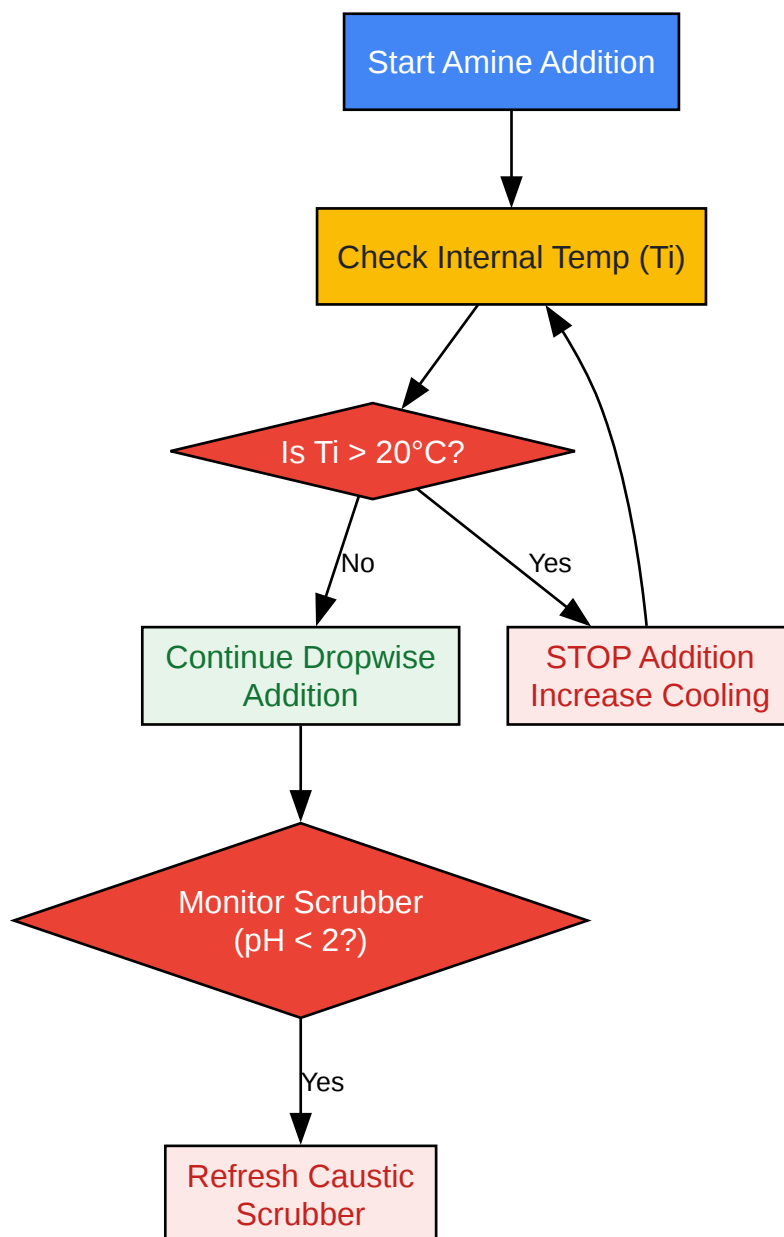 Start Amine Addition
Check Internal Temp (Ti)
Is Ti > 20°C?
No
Yes
Continue Dropwise
Addition
STOP Addition
Increase Cooling
Monitor Scrubber
(pH < 2?)
Yes
Refresh Caustic
Scrubber